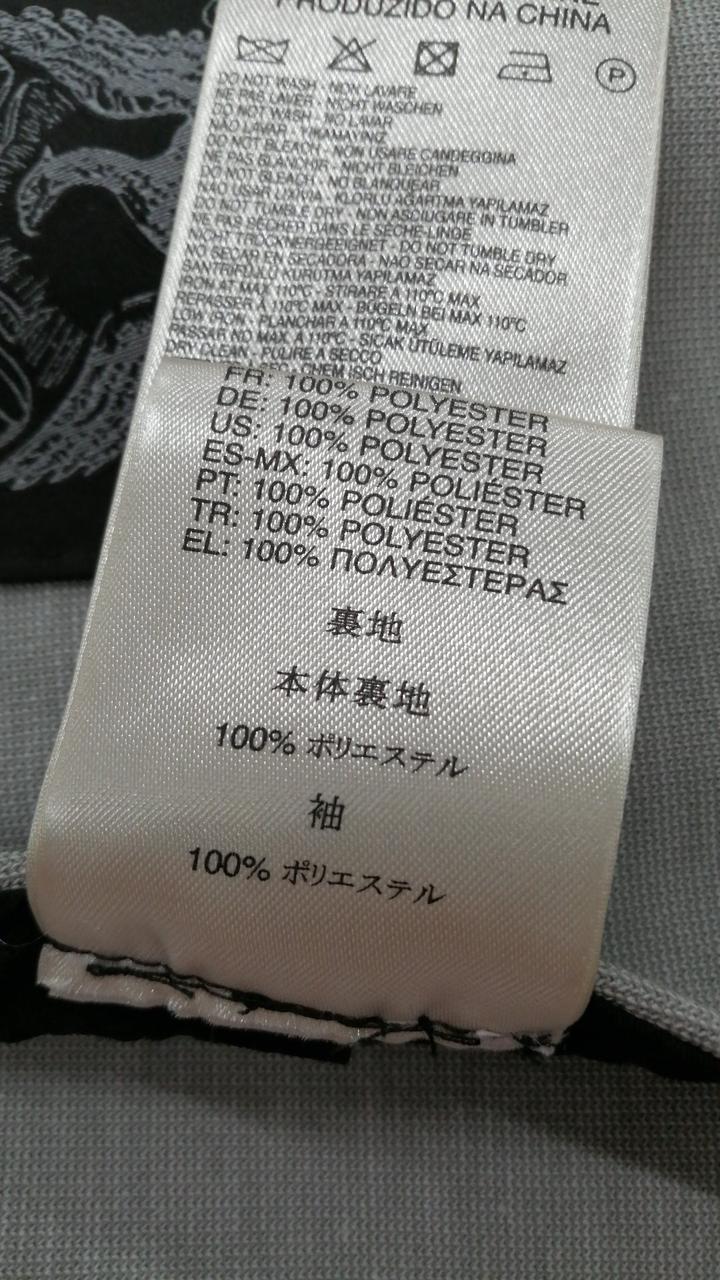 PRODUZIDO NA CHINA
P
DO NOT WASH - NON LAVARE
NE PAS LAVER - NICHT WASCHEN
DO NOT WASH - NO LAVAR
NÃO LAVAR - YIKAMAYINIZ
DO NOT BLEACH - NON USARE CANDEGGINA
NE PAS BLANCHIR - NICHT BLEICHEN
DO NOT BLEACH - NO BLANQUEAR
NÃO USAR LIXIVIA - KLORLU AGARTMA YAPILAMAZ
DO NOT TUMBLE DRY - NON ASCIUGARE IN TUMBLER
NE PAS SÉCHER DANS LE SÈCHE-LINGE
NICHT TROCKNERGEEIGNET - DO NOT TUMBLE DRY
NO SECAR EN SECADORA - NAO SECAR NA SECADOR
SANTRIFÜJLÜ KURUTMA YAPILAMAZ
IRON AT MAX 110°C - STIRARE A 110°C MAX
REPASSER À 110°C MAX - BÜGELN BEI MAX 110°C
LOW IRON - PLANCHAR A 110°C MAX
PASSAR NO MAX. A 110°C - SICAK ÜTÜLEME YAPILAMAZ
DRY CLEAN - PULIRE A SECCO
SEC - CHEMISCH REINIGEN
FR: 100% POLYESTER
DE: 100% POLYESTER
US: 100% POLYESTER
ES-MX: 100% POLIÉSTER
PT: 100% POLIÉSTER
TR: 100% POLYESTER
EL: 100% ΠΟΛΥΕΣΤΕΡΑΣ
裏地
本体裏地
100% ポリエステル
袖
100% ポリエステル